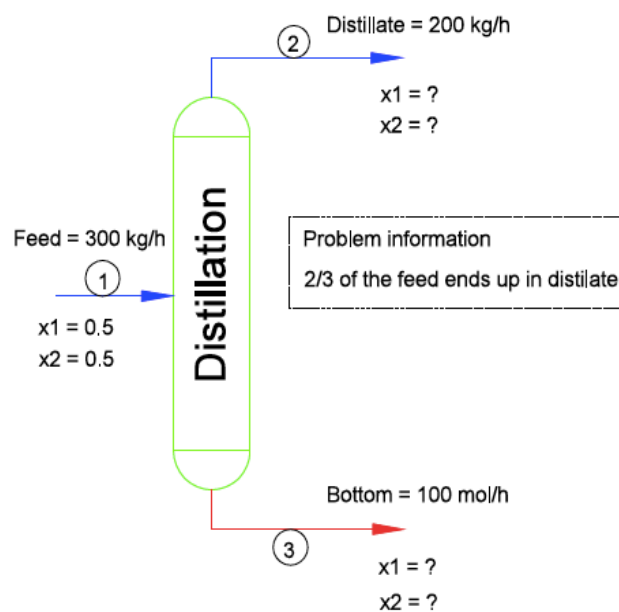 Distillate = 200 kg/h
2
x1 = ?
x2 = ?
Distillation
Feed = 300 kg/h
1
x1 = 0.5
x2 = 0.5
Problem information
2/3 of the feed ends up in distilate
Bottom = 100 mol/h
3
x1 = ?
x2 = ?